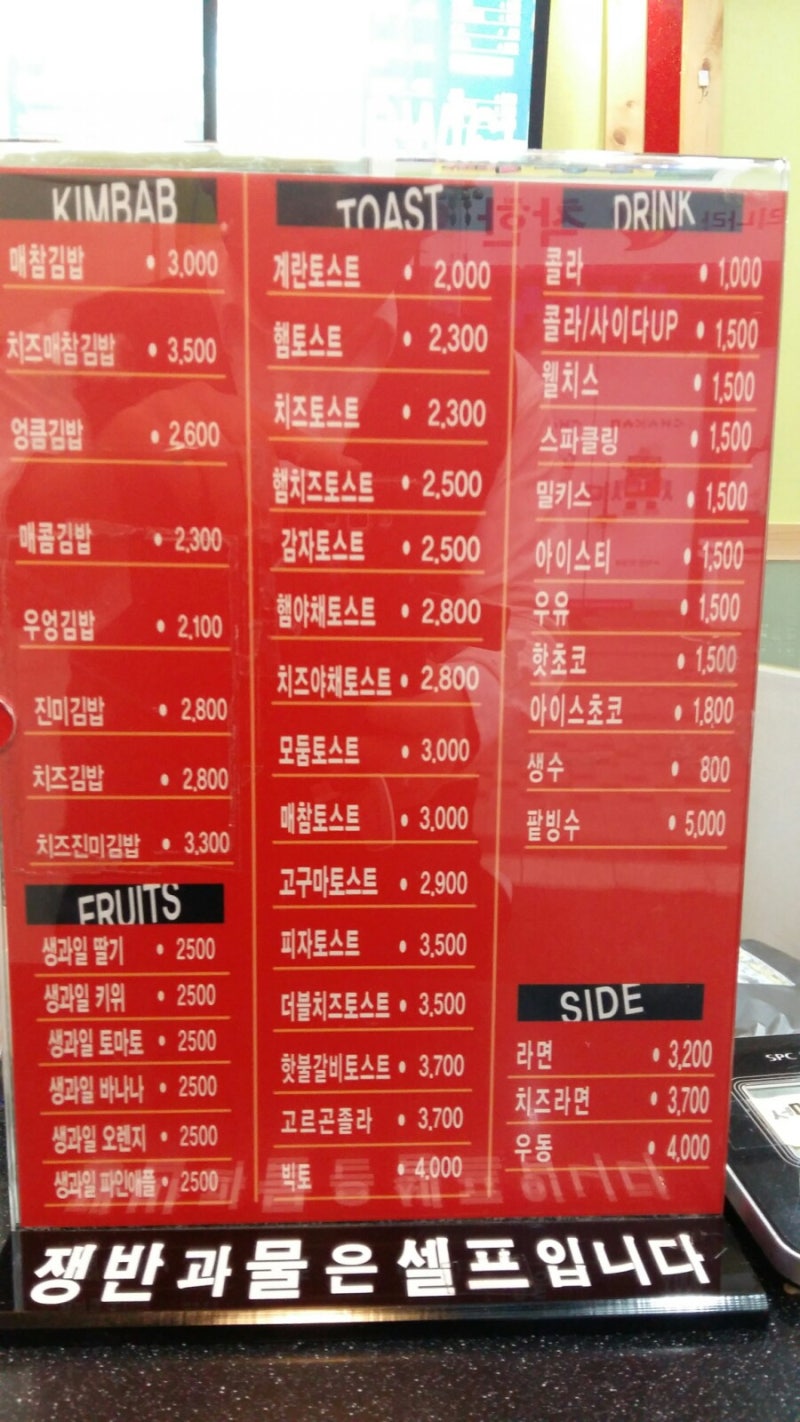 KIMBAB
매참김밥 • 3,000
치즈매참김밥 • 3,500
엉큼김밥 • 2,600
매콤김밥 • 2,300
우엉김밥 • 2,100
진미김밥 • 2,800
치즈김밥 • 2,800
치즈진미김밥 • 3,300
FRUITS
생과일 딸기 • 2500
생과일 키위 • 2500
생과일 토마토 • 2500
생과일 바나나 • 2500
생과일 오렌지 • 2500
생과일 파인애플 • 2500
TOAST
계란토스트 • 2,000
햄토스트 • 2,300
치즈토스트 • 2,300
햄치즈토스트 • 2,500
감자토스트 • 2,500
햄야채토스트 • 2,800
치즈야채토스트 • 2,800
모둠토스트 • 3,000
매참토스트 • 3,000
고구마토스트 • 2,900
피자토스트 • 3,500
더블치즈토스트 • 3,500
핫불갈비토스트 • 3,700
고르곤졸라 • 3,700
빅토 • 4,000
DRINK
콜라 • 1,000
콜라/사이다UP • 1,500
웰치스 • 1,500
스파클링 • 1,500
밀키스 • 1,500
아이스티 • 1,500
우유 • 1,500
핫초코 • 1,500
아이스초코 • 1,800
생수 • 800
팥빙수 • 5,000
SIDE
라면 • 3,200
치즈라면 • 3,700
우동 • 4,000
쟁반과물은셀프입니다
SPC